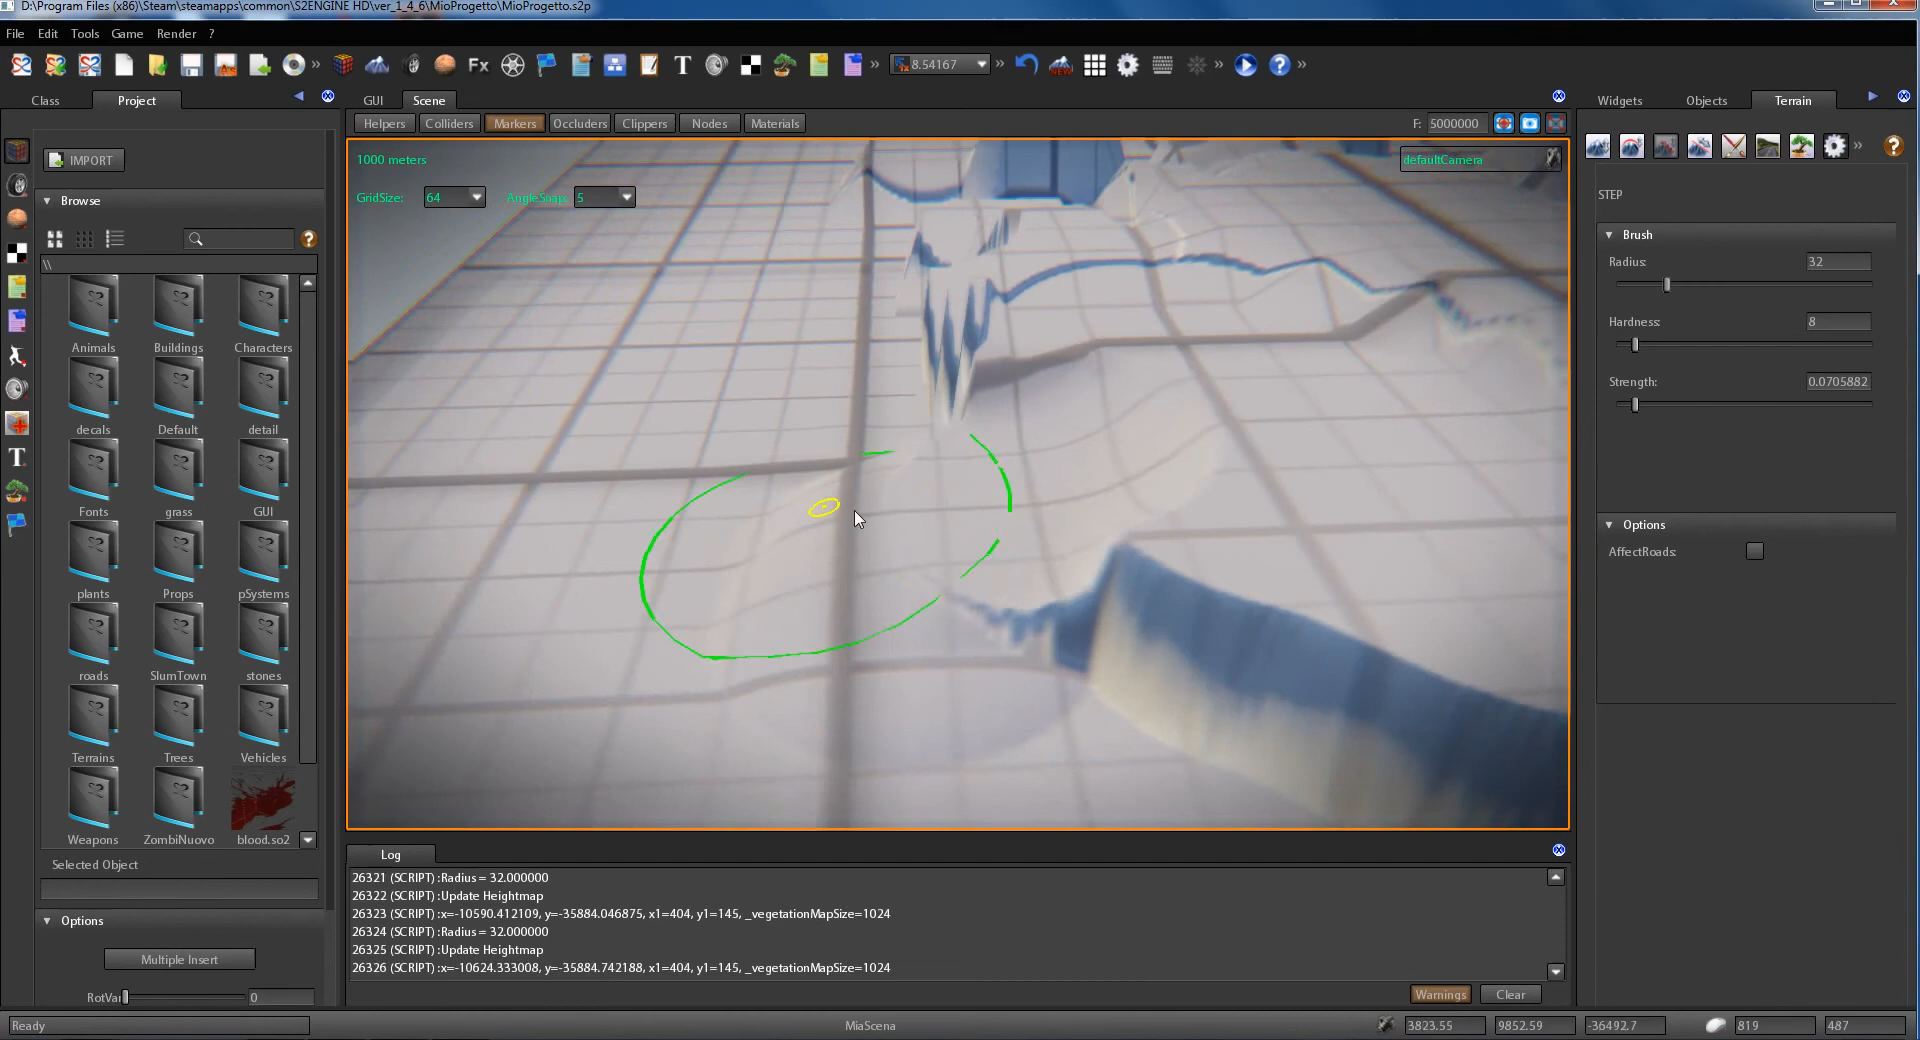 D:\Program Files (x86)\Steam\steamapps\common\S2ENGINE HD\ver_1_4_6\MioProgetto\MioProgetto.s2p
File Edit Tools Game Render ?
Fx T 8.54167
Class Project
GUI Scene
Widgets Objects Terrain
Helpers Colliders Markers Occluders Clippers Nodes Materials
F: 5000000
IMPORT
1000 meters
defaultCamera
GridSize: 64 AngleSnap: 5
Browse
\\
Animals Buildings Characters
decals Default detail
Fonts grass GUI
plants Props pSystems
roads SlumTown stones
Terrains Trees Vehicles
Weapons ZombiNuovo blood.so2
Selected Object
Options
Multiple Insert
RotVar 0
STEP
Brush
Radius: 32
Hardness: 8
Strength: 0.0705882
Options
AffectRoads:
Log
26321 (SCRIPT) :Radius = 32.000000
26322 (SCRIPT) :Update Heightmap
26323 (SCRIPT) :x=-10590.412109, y=-35884.046875, x1=404, y1=145, _vegetationMapSize=1024
26324 (SCRIPT) :Radius = 32.000000
26325 (SCRIPT) :Update Heightmap
26326 (SCRIPT) :x=-10624.333008, y=-35884.742188, x1=404, y1=145, _vegetationMapSize=1024
Warnings Clear
Ready MiaScena 3823.55 9852.59 -36492.7 819 487